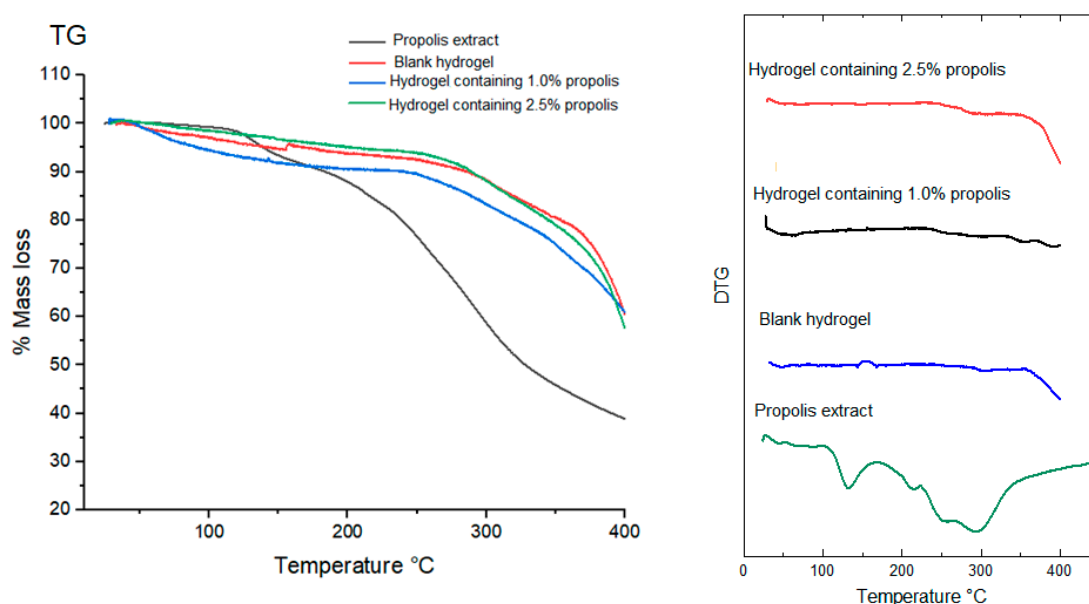 TG
Propolis extract
Blank hydrogel
Hydrogel containing 1.0% propolis
Hydrogel containing 2.5% propolis
% Mass loss
110
100
90
80
70
60
50
40
30
20
100
200
300
400
Temperature °C
Hydrogel containing 2.5% propolis
Hydrogel containing 1.0% propolis
Blank hydrogel
Propolis extract
DTG
0
100
200
300
400
Temperature °C